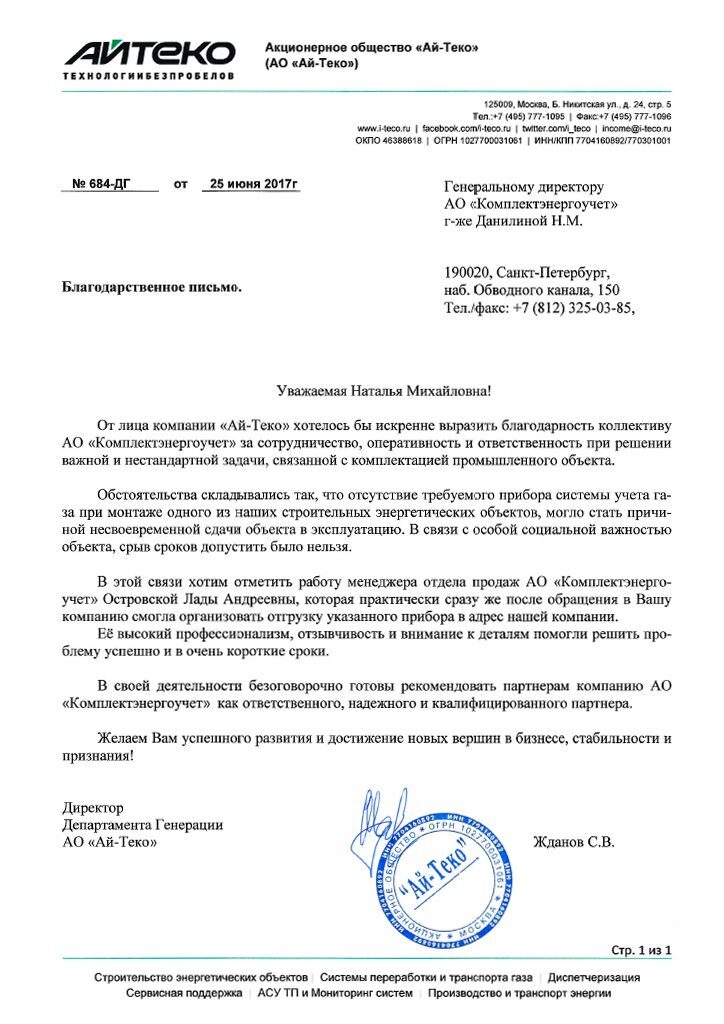 АЙТЕКО
ТЕХНОЛОГИИБЕЗПРОБЕЛОВ
Акционерное общество «Ай-Теко»
(АО «Ай-Теко»)
125009, Москва, Б. Никитская ул., д. 24, стр. 5
Тел.:+7 (495) 777-1095 | Факс:+7 (495) 777-1096
www.i-teco.ru | facebook.com/i-teco.ru | twitter.com/i_teco | income@i-teco.ru
ОКПО 46388618 | ОГРН 1027700031061 | ИНН/КПП 7704160892/770301001
№ 684-ДГ от 25 июня 2017г
Генеральному директору
АО «Комплектэнергоучет»
г-же Данилиной Н.М.
190020, Санкт-Петербург,
наб. Обводного канала, 150
Тел./факс: +7 (812) 325-03-85,
Благодарственное письмо.
Уважаемая Наталья Михайловна!
От лица компании «Ай-Теко» хотелось бы искренне выразить благодарность коллективу
АО «Комплектэнергоучет» за сотрудничество, оперативность и ответственность при решении
важной и нестандартной задачи, связанной с комплектацией промышленного объекта.
Обстоятельства складывались так, что отсутствие требуемого прибора системы учета га-
за при монтаже одного из наших строительных энергетических объектов, могло стать причи-
ной несвоевременной сдачи объекта в эксплуатацию. В связи с особой социальной важностью
объекта, срыв сроков допустить было нельзя.
В этой связи хотим отметить работу менеджера отдела продаж АО «Комплектэнерго-
учет» Островской Лады Андреевны, которая практически сразу же после обращения в Вашу
компанию смогла организовать отгрузку указанного прибора в адрес нашей компании.
Её высокий профессионализм, отзывчивость и внимание к деталям помогли решить про-
блему успешно и в очень короткие сроки.
В своей деятельности безоговорочно готовы рекомендовать партнерам компанию АО
«Комплектэнергоучет» как ответственного, надежного и квалифицированного партнера.
Желаем Вам успешного развития и достижение новых вершин в бизнесе, стабильности и
признания!
Директор
Департамента Генерации
АО «Ай-Теко»
Жданов С.В.
АКЦИОНЕРНОЕ ОБЩЕСТВО * ОГРН 1027700031061 * МОСКВА *
ИНН 7704160892
"Ай-Теко"
Стр. 1 из 1
Строительство энергетических объектов | Системы переработки и транспорта газа | Диспетчеризация
Сервисная поддержка | АСУ ТП и Мониторинг систем | Производство и транспорт энергии